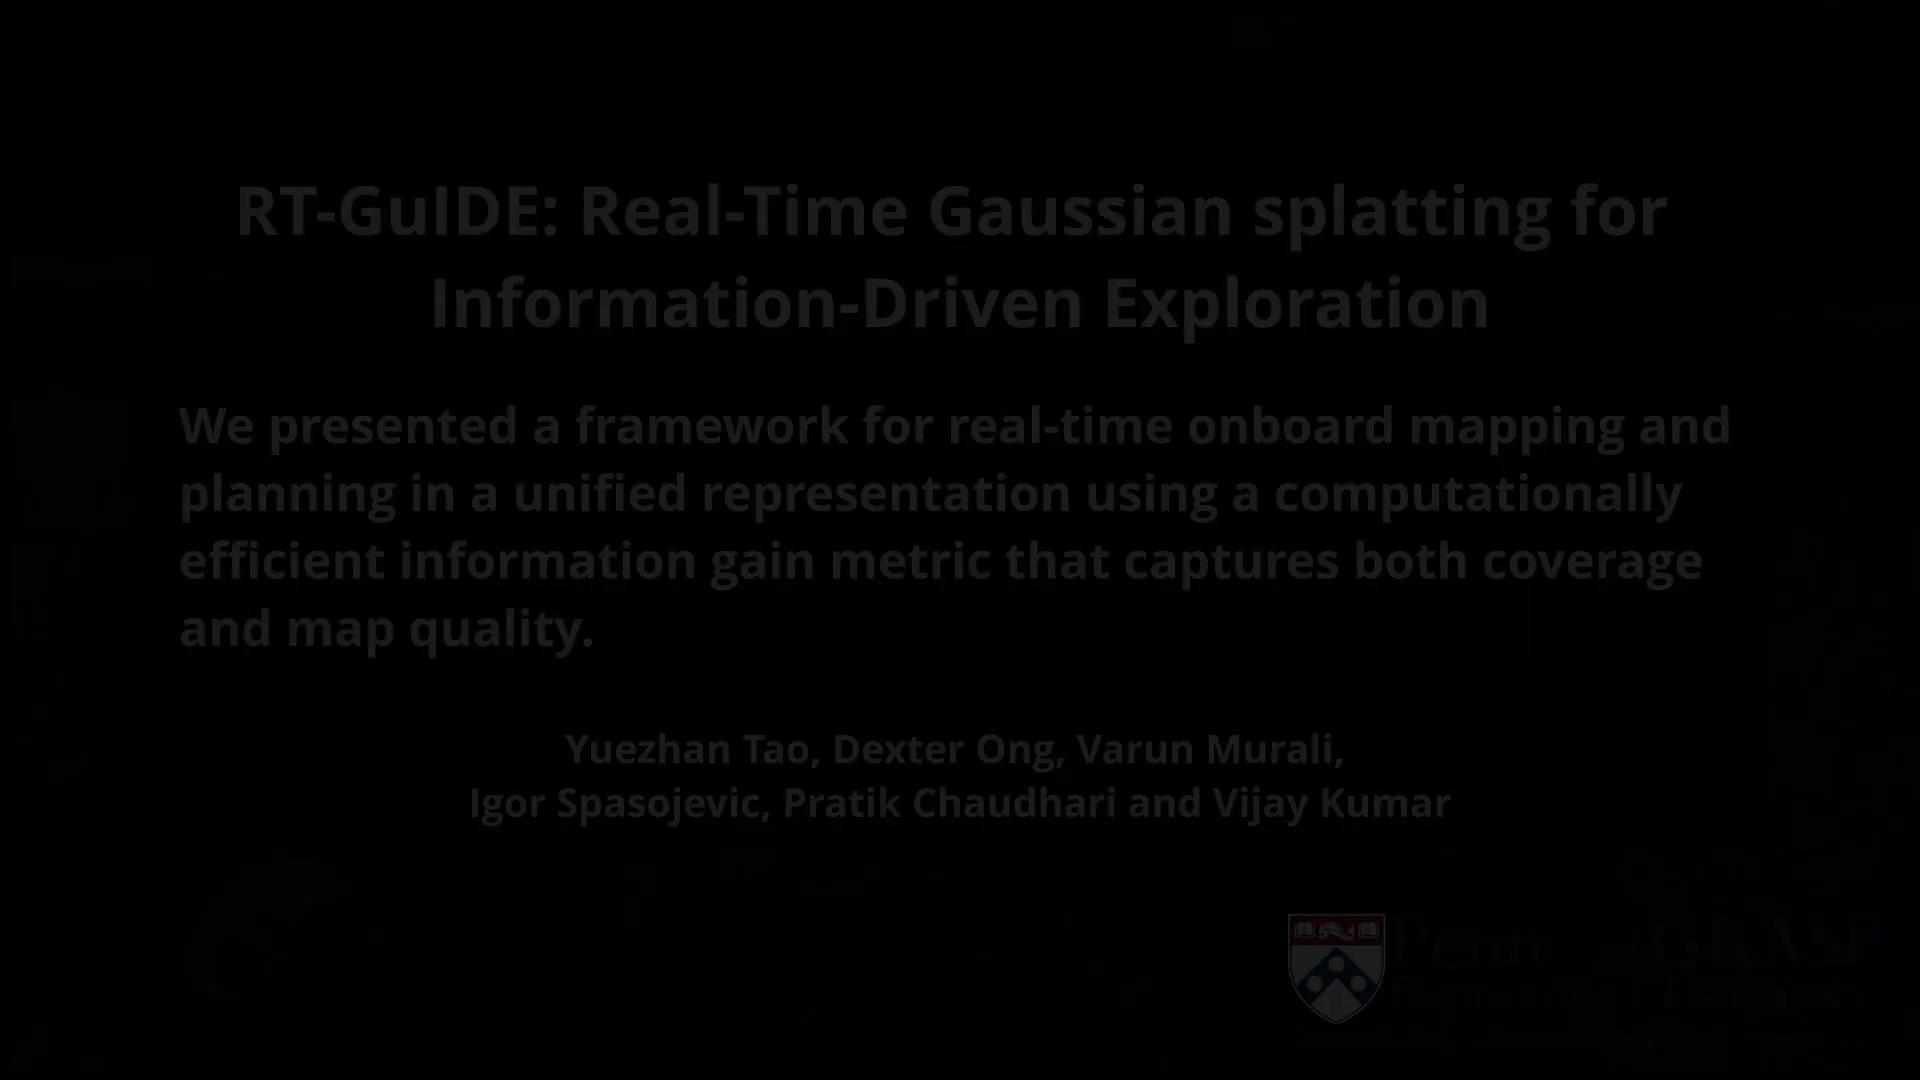 RT-GuIDE: Real-Time Gaussian splatting for
Information-Driven Exploration
We presented a framework for real-time onboard mapping and
planning in a unified representation using a computationally
efficient information gain metric that captures both coverage
and map quality.
Yuezhan Tao, Dexter Ong, Varun Murali,
Igor Spasojevic, Pratik Chaudhari and Vijay Kumar
Penn GRASP